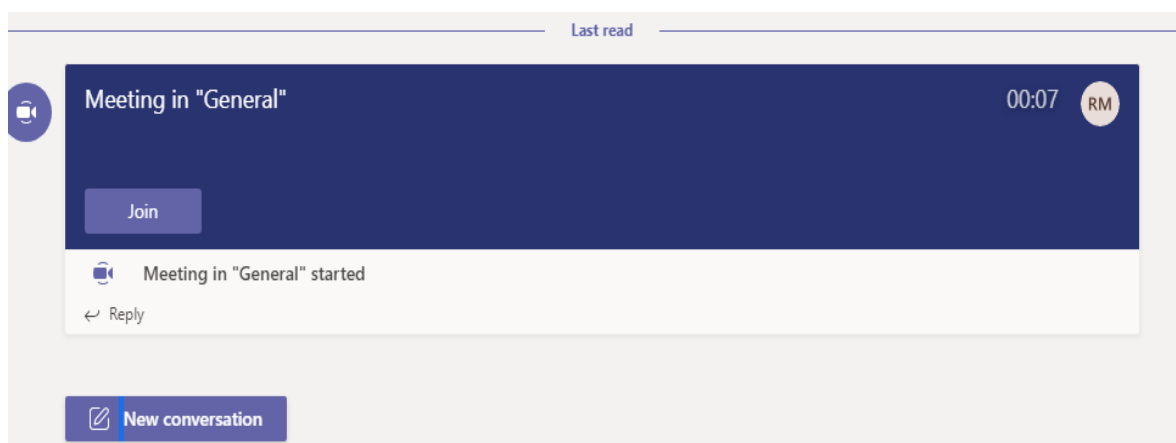 Last read
Meeting in "General"
00:07
RM
Join
Meeting in "General" started
Reply
New conversation